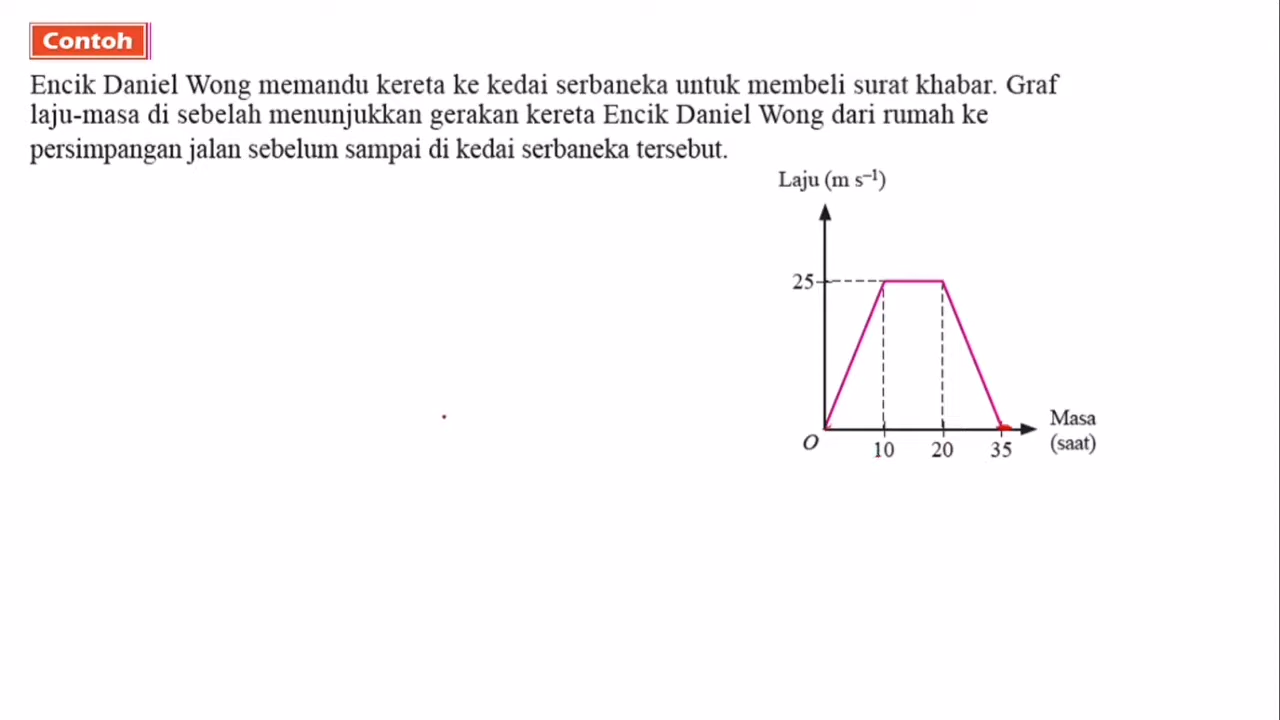 Contoh
Encik Daniel Wong memandu kereta ke kedai serbaneka untuk membeli surat khabar. Graf
laju-masa di sebelah menunjukkan gerakan kereta Encik Daniel Wong dari rumah ke
persimpangan jalan sebelum sampai di kedai serbaneka tersebut.
Laju (m s⁻¹)
25
O
10 20 35
Masa
(saat)